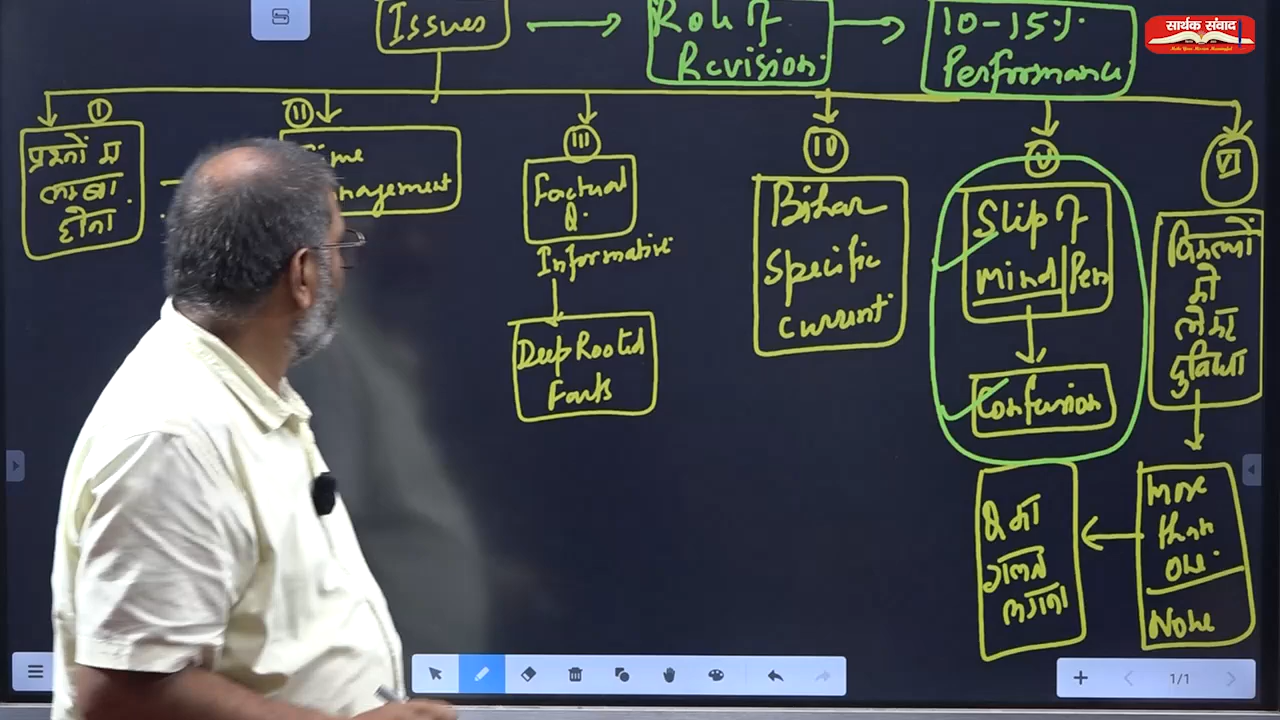 Issues
Role of
Revision
10-15%
Performance
सार्थक संवाद
I
प्रश्नों का
लम्बा
होना
II
Time
Management
III
Factual
Q.
Informative
Deep Rooted
Facts
IV
Bihar
Specific
Current
V
Slip of
Mind/Pen
Confusion
VI
विकल्पों
को
लेकर
दुविधा
More
than
one.
None
Q का
गलत
लगना
1/1